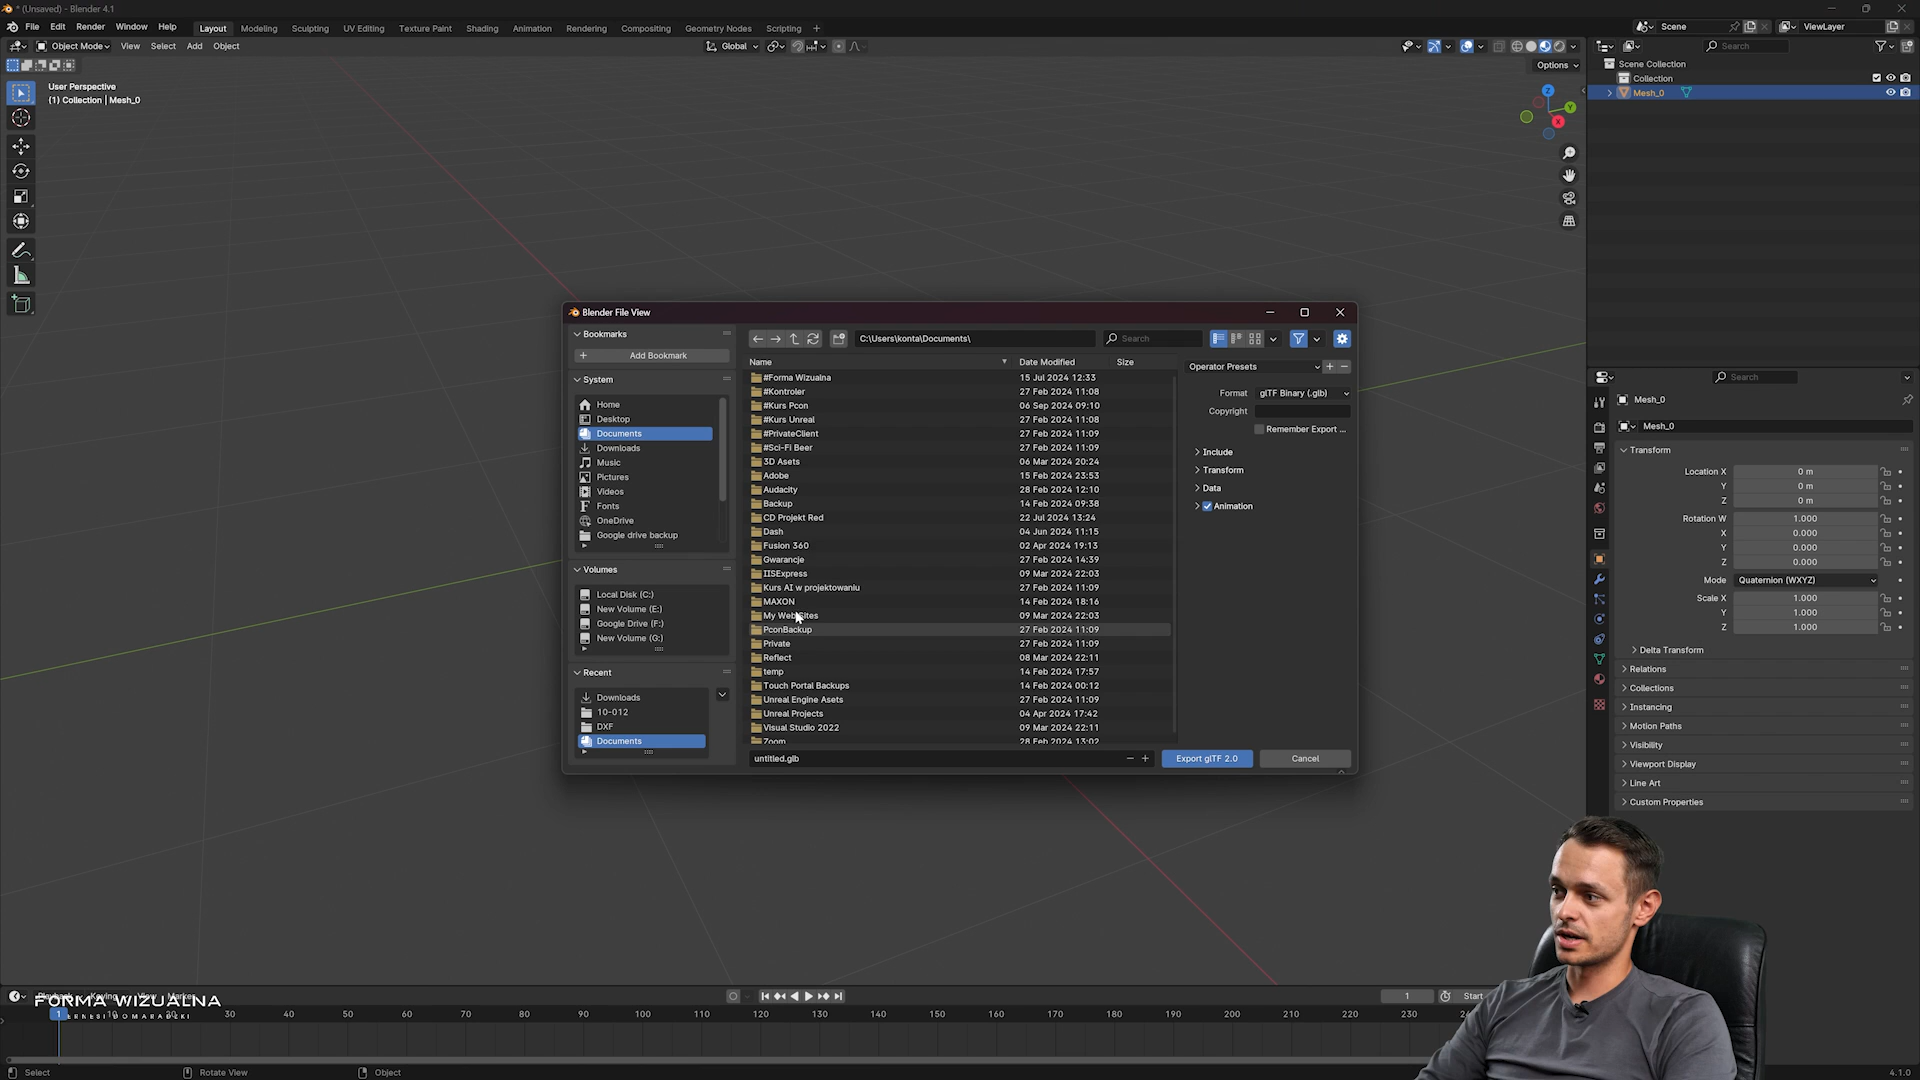 * (Unsaved) - Blender 4.1
File Edit Render Window Help Layout Modeling Sculpting UV Editing Texture Paint Shading Animation Rendering Compositing Geometry Nodes Scripting + Scene ViewLayer
Object Mode View Select Add Object Global Search
Options
User Perspective
(1) Collection | Mesh_0
Z
Y
X
Scene Collection
Collection
Mesh_0
Blender File View
Bookmarks
Add Bookmark
System
Home
Desktop
Documents
Downloads
Music
Pictures
Videos
Fonts
OneDrive
Google drive backup
Volumes
Local Disk (C:)
New Volume (E:)
Google Drive (F:)
New Volume (G:)
Recent
Downloads
10-012
DXF
Documents
C:\Users\konta\Documents\ Search
Name Date Modified Size
#Forma Wizualna 15 Jul 2024 12:33
#Kontroler 27 Feb 2024 11:08
#Kurs Pcon 06 Sep 2024 09:10
#Kurs Unreal 27 Feb 2024 11:08
#PrivateClient 27 Feb 2024 11:09
#Sci-Fi Beer 27 Feb 2024 11:09
3D Asets 06 Mar 2024 20:24
Adobe 15 Feb 2024 23:53
Audacity 28 Feb 2024 12:10
Backup 14 Feb 2024 09:38
CD Projekt Red 22 Jul 2024 13:24
Dash 04 Jun 2024 11:15
Fusion 360 02 Apr 2024 19:13
Gwarancje 27 Feb 2024 14:39
IISExpress 09 Mar 2024 22:03
Kurs AI w projektowaniu 27 Feb 2024 11:09
MAXON 14 Feb 2024 18:16
My Web Sites 09 Mar 2024 22:03
PconBackup 27 Feb 2024 11:09
Private 27 Feb 2024 11:09
Reflect 08 Mar 2024 22:11
temp 14 Feb 2024 17:57
Touch Portal Backups 14 Feb 2024 00:12
Unreal Engine Asets 27 Feb 2024 11:09
Unreal Projects 04 Apr 2024 17:42
Visual Studio 2022 09 Mar 2024 22:11
Zoom 28 Feb 2024 13:02
untitled.glb Export glTF 2.0 Cancel
Operator Presets
Format glTF Binary (.glb)
Copyright
Remember Export ...
Include
Transform
Data
Animation
Search
Mesh_0
Mesh_0
Transform
Location X 0 m
Y 0 m
Z 0 m
Rotation W 1.000
X 0.000
Y 0.000
Z 0.000
Mode Quaternion (WXYZ)
Scale X 1.000
Y 1.000
Z 1.000
Delta Transform
Relations
Collections
Instancing
Motion Paths
Visibility
Viewport Display
Line Art
Custom Properties
Playback Keying View Marker 1 Start
FORMA WIZUALNA
ERNEST DOMARADZKI
1 10 20 30 40 50 60 70 80 90 100 110 120 130 140 150 160 170 180 190 200 210 220 230
Select Rotate View Object 4.1.0